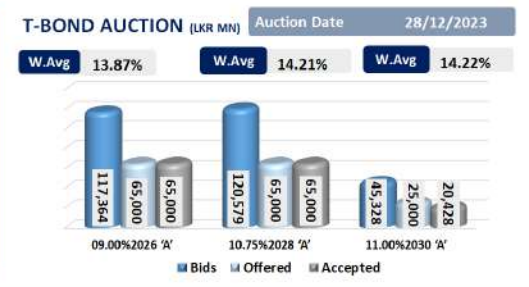 T-BOND AUCTION (LKR MN) Auction Date 28/12/2023
W.Avg 13.87% W.Avg 14.21% W.Avg 14.22%
117,364 65,000 65,000 120,579 65,000 65,000 45,328 25,000 20,428
09.00%2026 'A' 10.75%2028 'A' 11.00%2030 'A'
Bids Offered Accepted